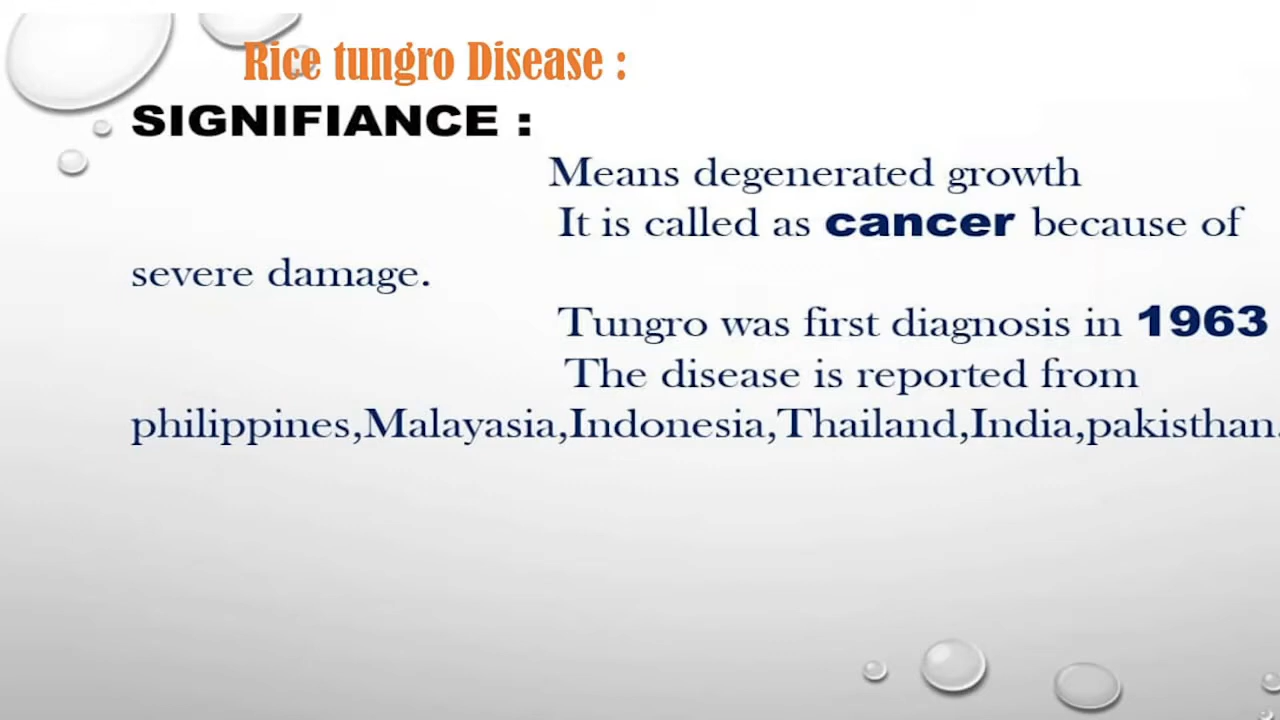 Rice tungro Disease :
SIGNIFIANCE :
Means degenerated growth
It is called as cancer because of
severe damage.
Tungro was first diagnosis in 1963
The disease is reported from
philippines,Malayasia,Indonesia,Thailand,India,pakisthan.